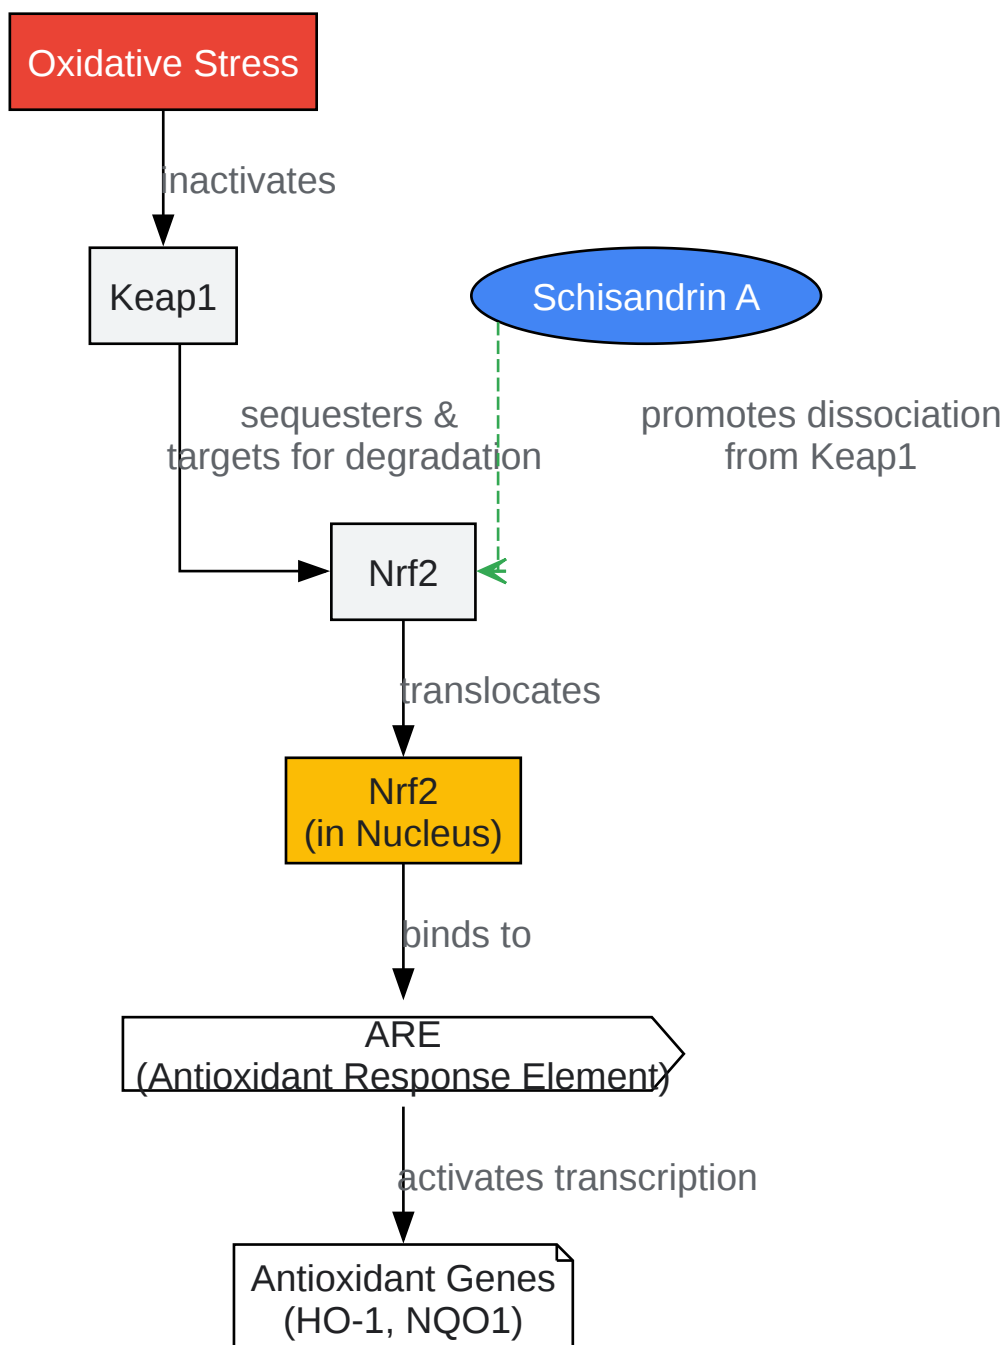 Oxidative Stress
inactivates
Keap1
Schisandrin A
sequesters &
targets for degradation
promotes dissociation
from Keap1
Nrf2
translocates
Nrf2
(in Nucleus)
binds to
ARE
(Antioxidant Response Element)
activates transcription
Antioxidant Genes
(HO-1, NQO1)